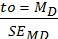 to = M_D
SE_MD